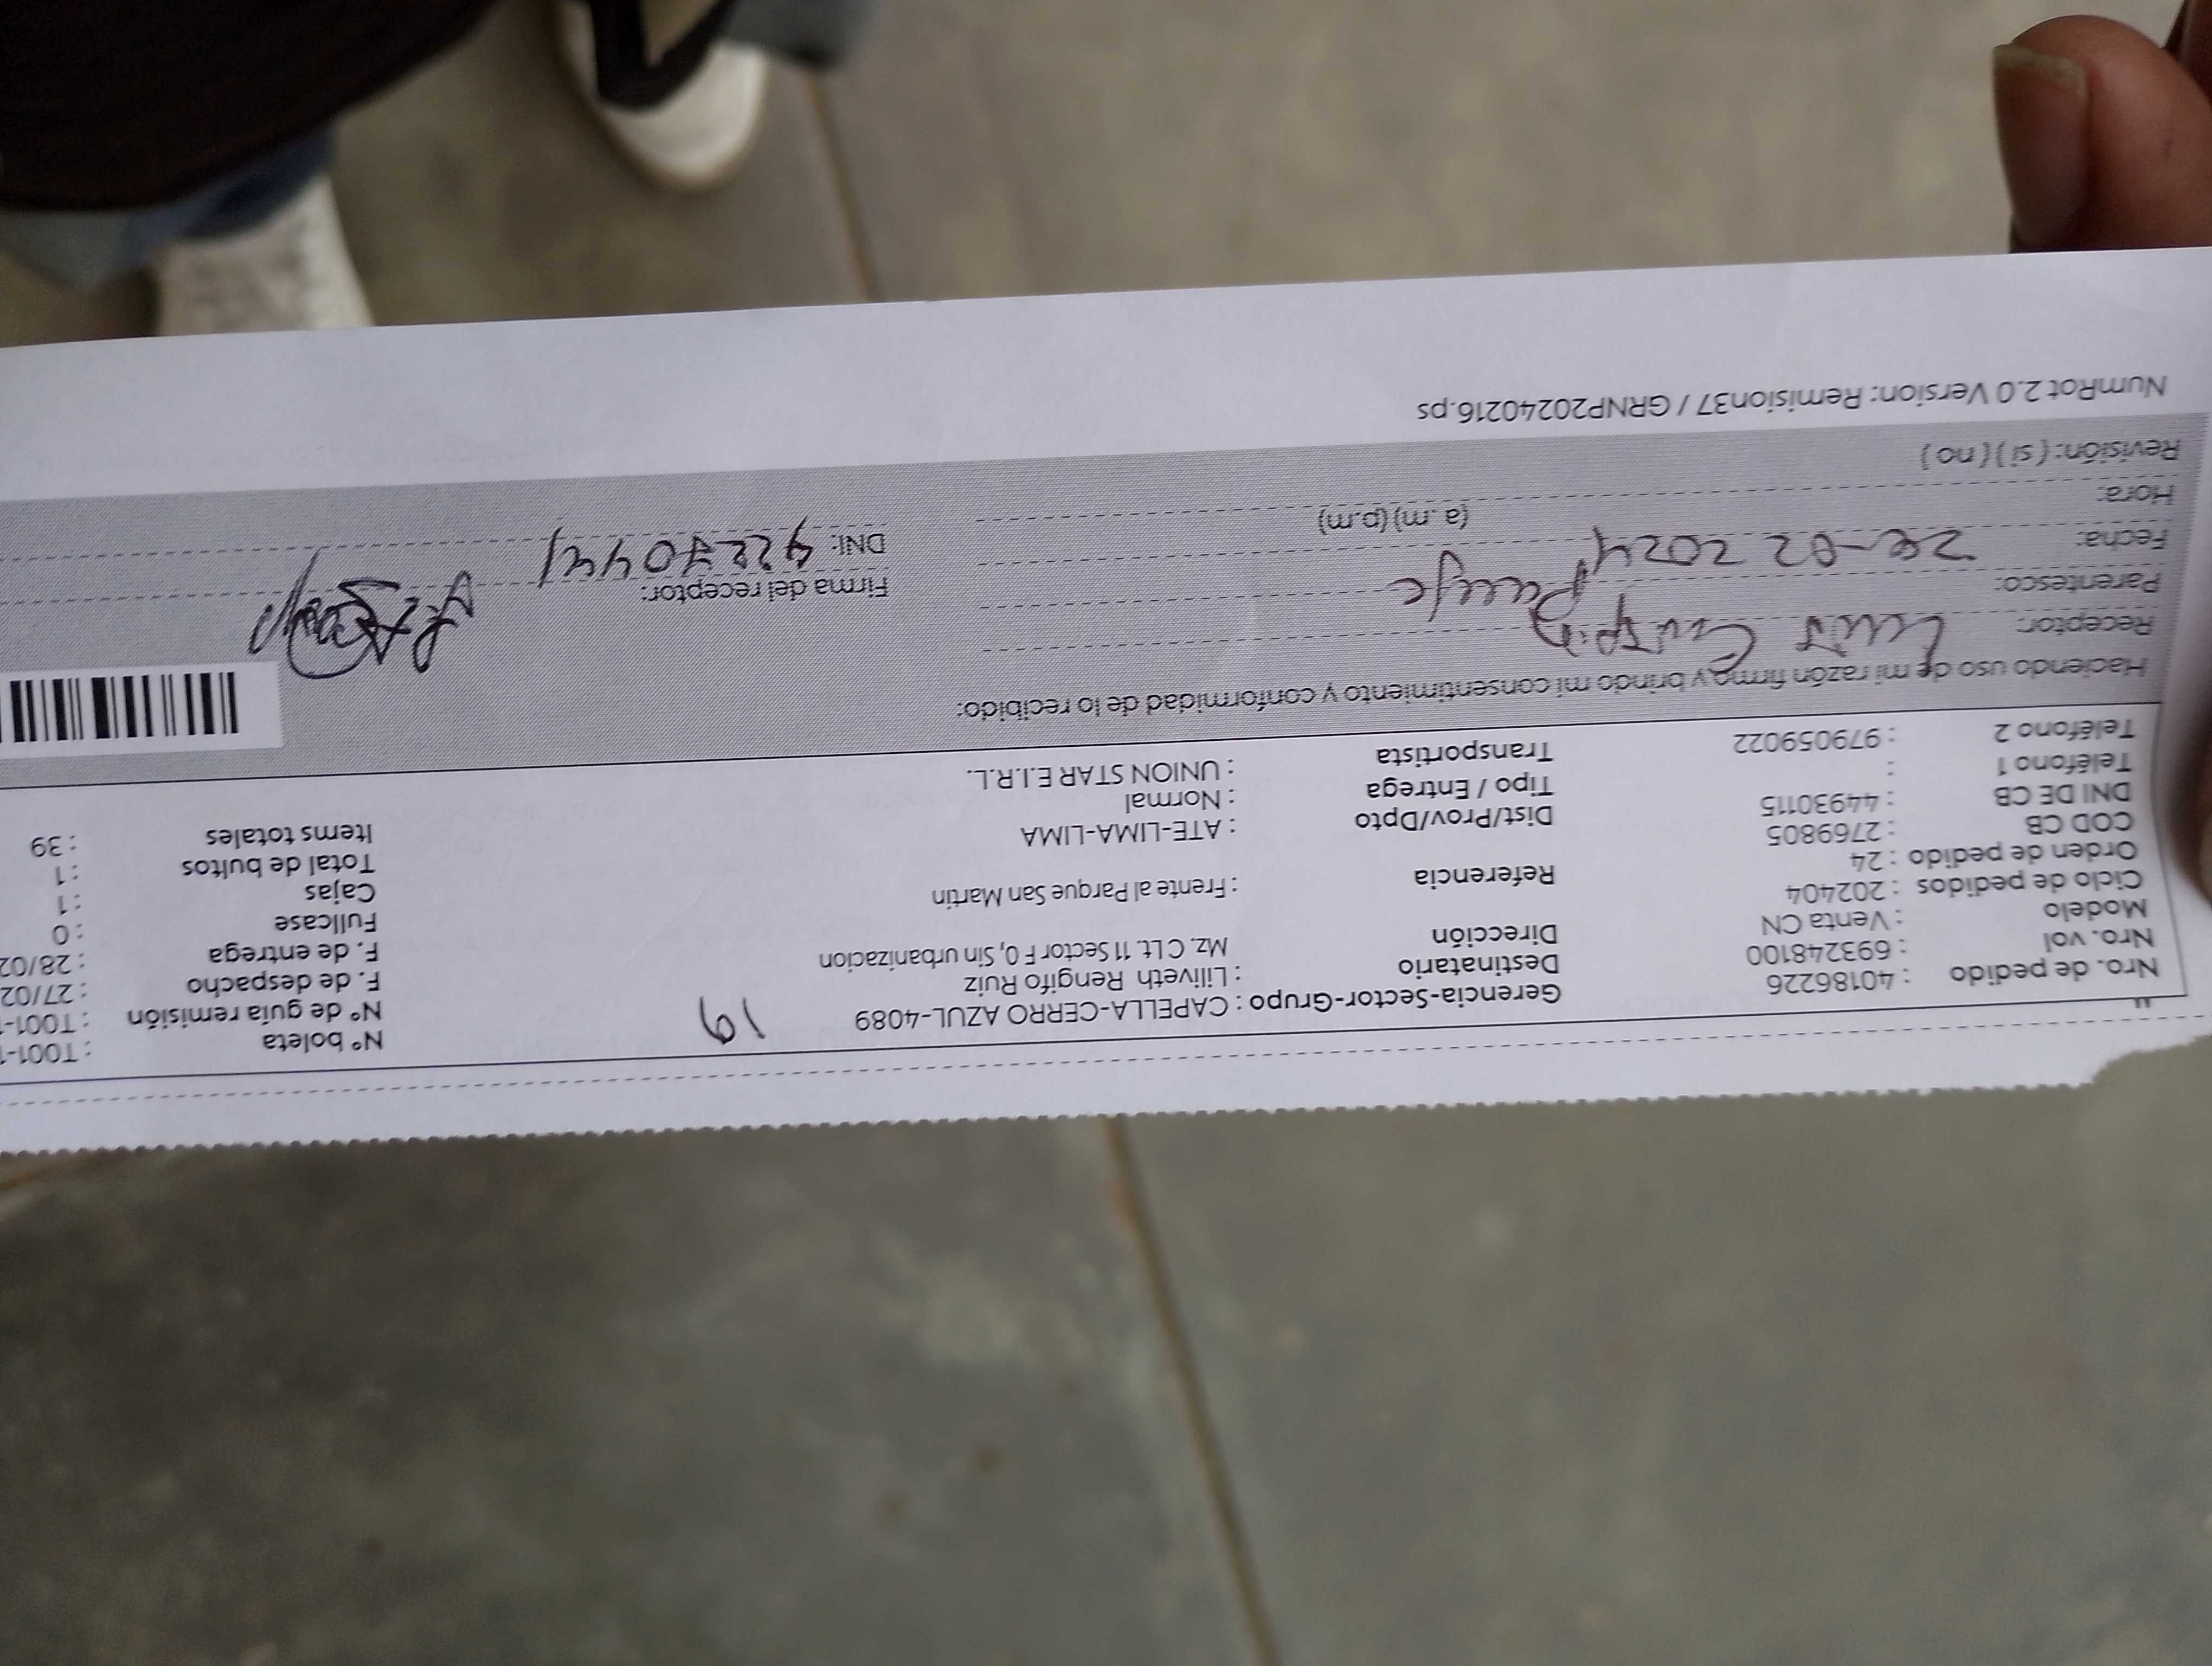 Nro. de pedido : 40186226
Nro. vol : 693248100
Modelo : Venta CN
Ciclo de pedidos : 202404
Orden de pedido : 24
COD CB : 2769805
DNI DE CB : 44930115
Teléfono 1 :
Teléfono 2 : 979059022
Gerencia-Sector-Grupo : CAPELLA-CERRO AZUL-4089
Destinatario : Liliveth Rengifo Ruiz
Dirección Mz. C Lt. 11 Sector F 0, Sin urbanizacion
Referencia : Frente al Parque San Martin
Dist/Prov/Dpto : ATE-LIMA-LIMA
Tipo / Entrega : Normal
Transportista : UNION STAR E.I.R.L.
19
N° boleta : T001-
N° de guía remisión : T001-
F. de despacho : 27/02
F. de entrega : 28/02
Fullcase : 0
Cajas : 1
Total de bultos : 1
Items totales : 39
Haciendo uso de mi razón firmo y brindo mi consentimiento y conformidad de lo recibido:
Receptor: Luis
Parentesco:
Fecha: 28-02 2024
Hora: (a.m) (p.m)
Revisión: ( si ) ( no )
Firma del receptor:
DNI:
NumRot 2.0 Version: Remision37 / GRNP20240216.ps